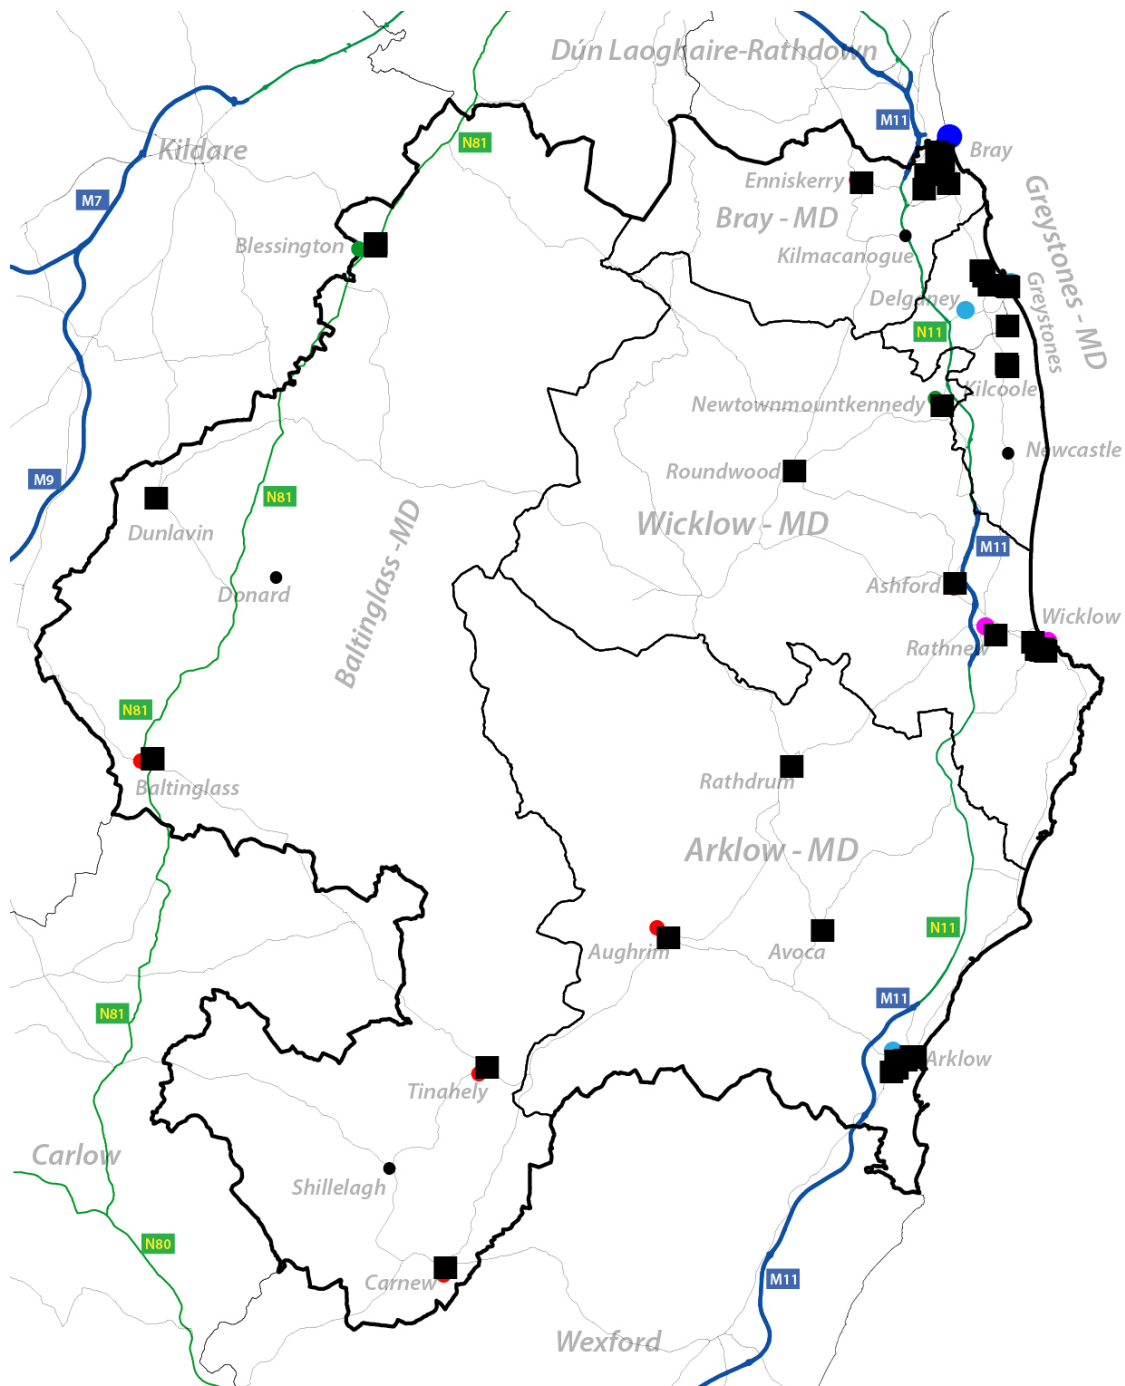 Dún Laoghaire-Rathdown
M11
N81
Bray
Kildare
Enniskerry
M7
Bray - MD
Greystones - MD
Blessington
Kilmacanogue
Delganey
Greystones
N11
Kilcoole
Newtownmountkennedy
Newcastle
Roundwood
M9
N81
Wicklow - MD
Dunlavin
Baltinglass -MD
M11
Ashford
Donard
Wicklow
Rathnew
N81
Rathdrum
Baltinglass
Arklow - MD
N11
Aughrim
Avoca
M11
N81
Arklow
Tinahely
Carlow
Shillelagh
N80
M11
Carnew
Wexford